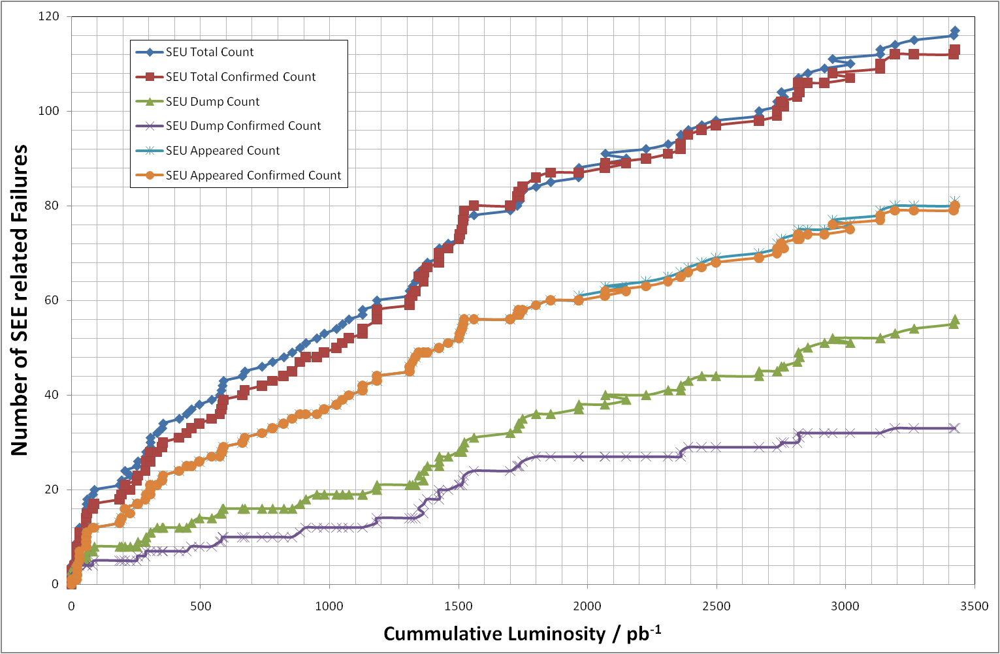 120
100
80
60
40
20
0
Number of SEE related Failures
SEU Total Count
SEU Total Confirmed Count
SEU Dump Count
SEU Dump Confirmed Count
SEU Appeared Count
SEU Appeared Confirmed Count
0 500 1000 1500 2000 2500 3000 3500
Cummulative Luminosity / pb⁻¹